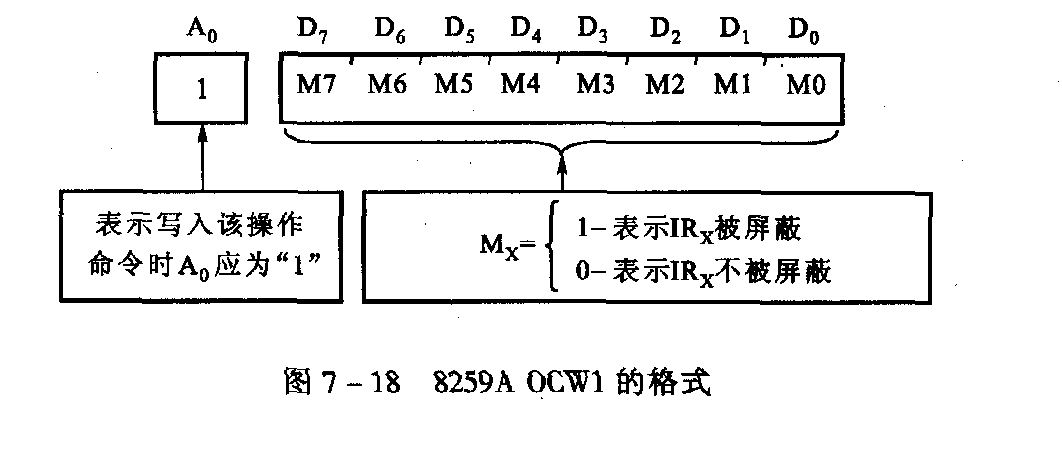 A₀ D₇ D₆ D₅ D₄ D₃ D₂ D₁ D₀
1 M7 M6 M5 M4 M3 M2 M1 M0
表示写入该操作
命令时A₀应为“1”
Mₓ=
1-表示IRₓ被屏蔽
0-表示IRₓ不被屏蔽
图 7-18 8259A OCW1 的格式